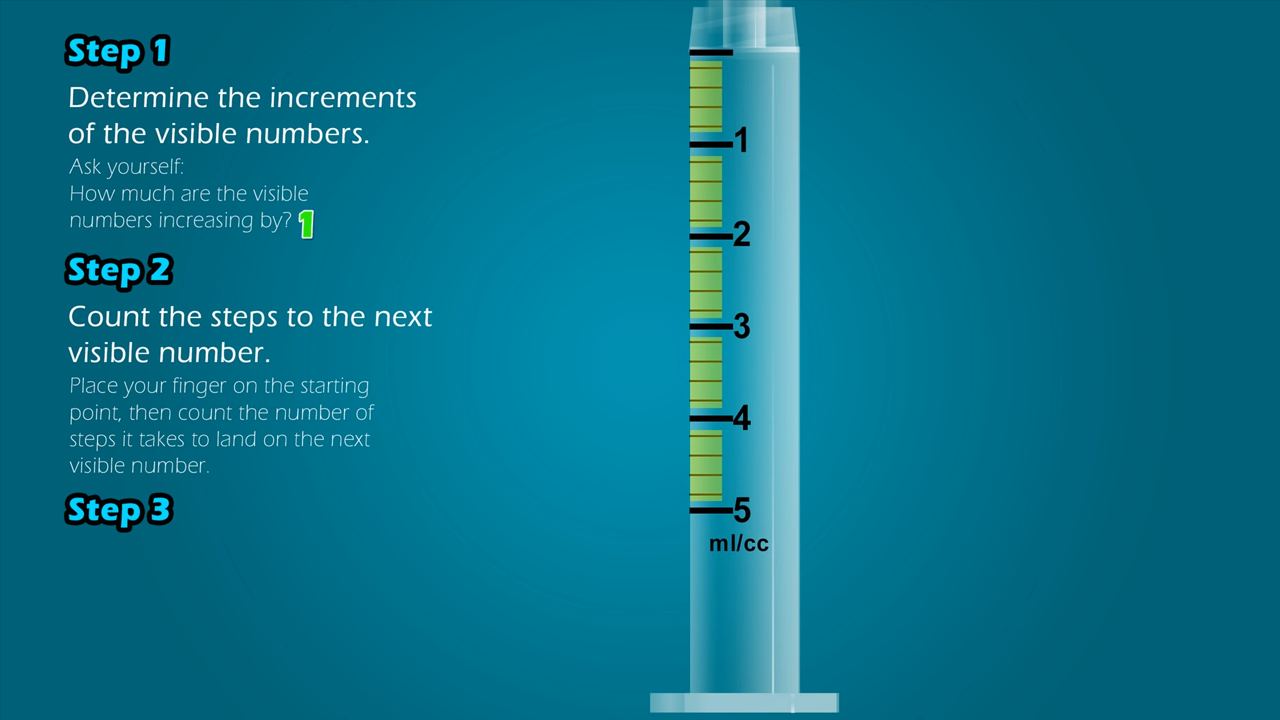 Step 1
Determine the increments
of the visible numbers.
Ask yourself:
How much are the visible
numbers increasing by? 1
Step 2
Count the steps to the next
visible number.
Place your finger on the starting
point, then count the number of
steps it takes to land on the next
visible number.
Step 3
1
2
3
4
5
ml/cc